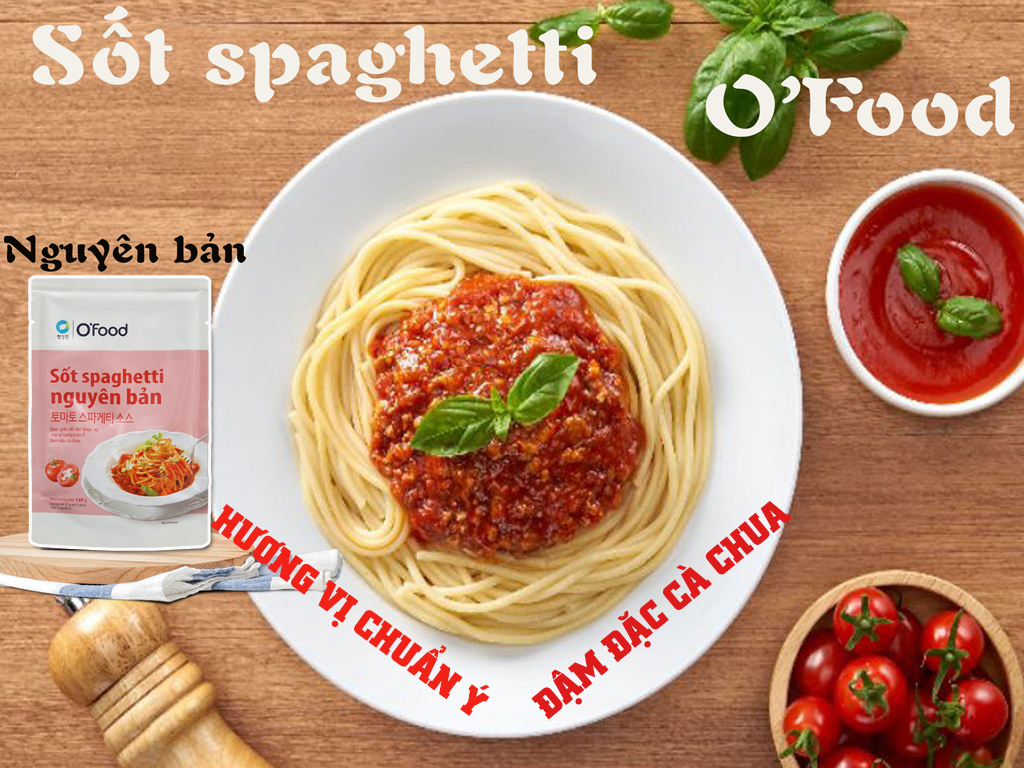 Sốt spaghetti
O'Food
Nguyên bản
O'Food
Sốt spaghetti
nguyên bản
토마토 스파게티 소스
HƯƠNG VỊ CHUẨN Ý
ĐẬM ĐẶC CÀ CHUA